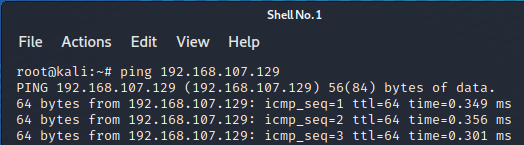 Shell No. 1
File Actions Edit View Help
root@kali:~# ping 192.168.107.129
PING 192.168.107.129 (192.168.107.129) 56(84) bytes of data.
64 bytes from 192.168.107.129: icmp_seq=1 ttl=64 time=0.349 ms
64 bytes from 192.168.107.129: icmp_seq=2 ttl=64 time=0.356 ms
64 bytes from 192.168.107.129: icmp_seq=3 ttl=64 time=0.301 ms